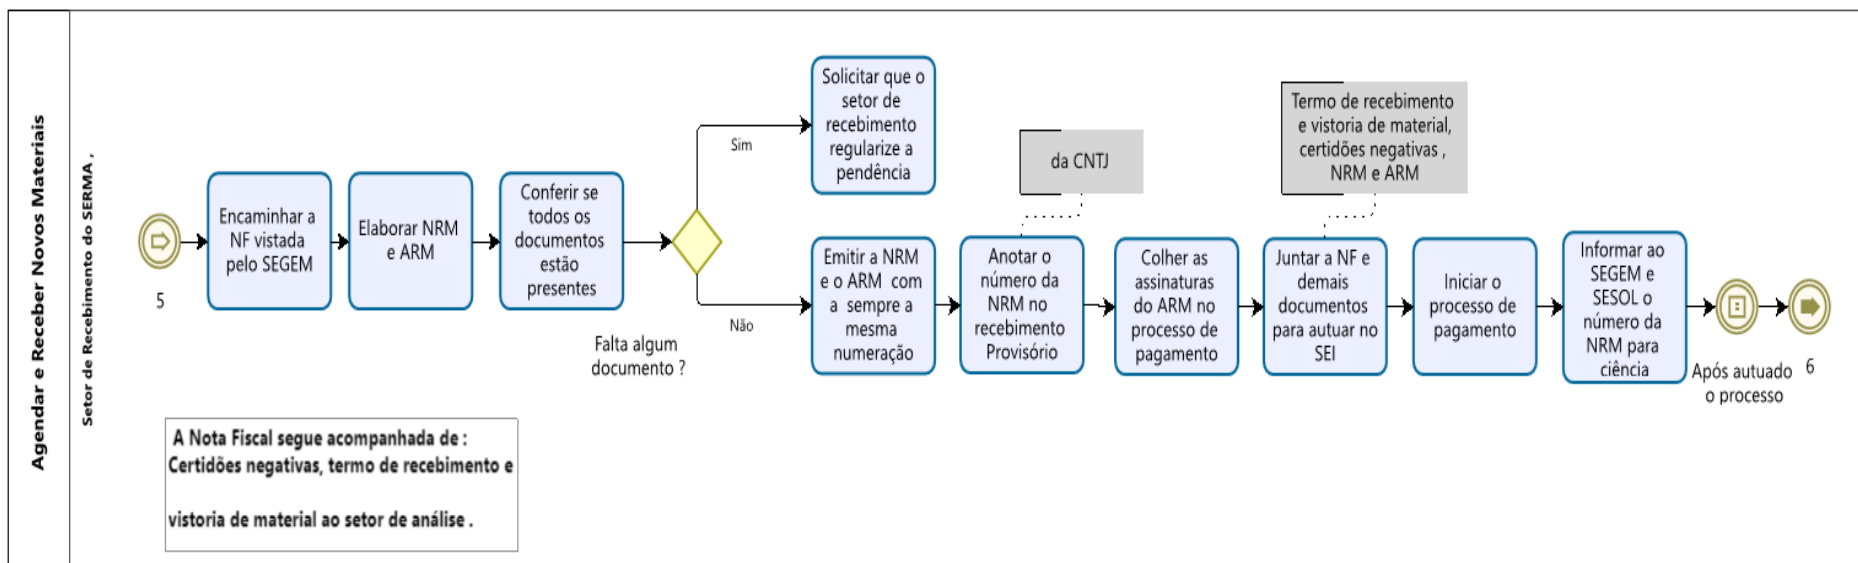 Agendar e Receber Novos Materiais
Setor de Recebimento do SERMA ,
5
Encaminhar a
NF vistada
pelo SEGEM
Elaborar NRM
e ARM
Conferir se
todos os
documentos
estão
presentes
Falta algum
documento ?
Sim
Solicitar que o
setor de
recebimento
regularize a
pendência
Não
Emitir a NRM
e o ARM com
a sempre a
mesma
numeração
da CNTJ
Anotar o
número da
NRM no
recebimento
Provisório
Colher as
assinaturas
do ARM no
processo de
pagamento
Termo de recebimento
e vistoria de material,
certidões negativas ,
NRM e ARM
Juntar a NF e
demais
documentos
para autuar no
SEI
Iniciar o
processo de
pagamento
Informar ao
SEGEM e
SESOL o
número da
NRM para
ciência
Após autuado
o processo
6
A Nota Fiscal segue acompanhada de :
Certidões negativas, termo de recebimento e
vistoria de material ao setor de análise .